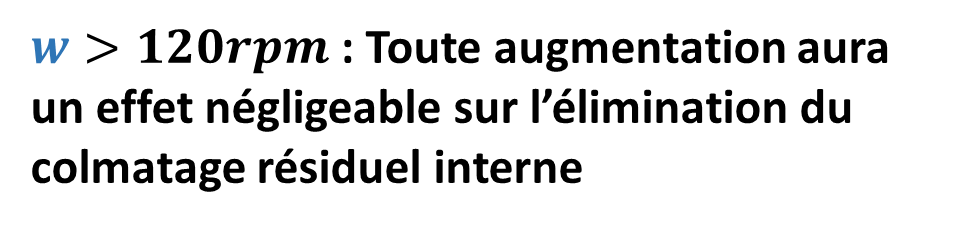 w > 120rpm : Toute augmentation aura
un effet négligeable sur l’élimination du
colmatage résiduel interne